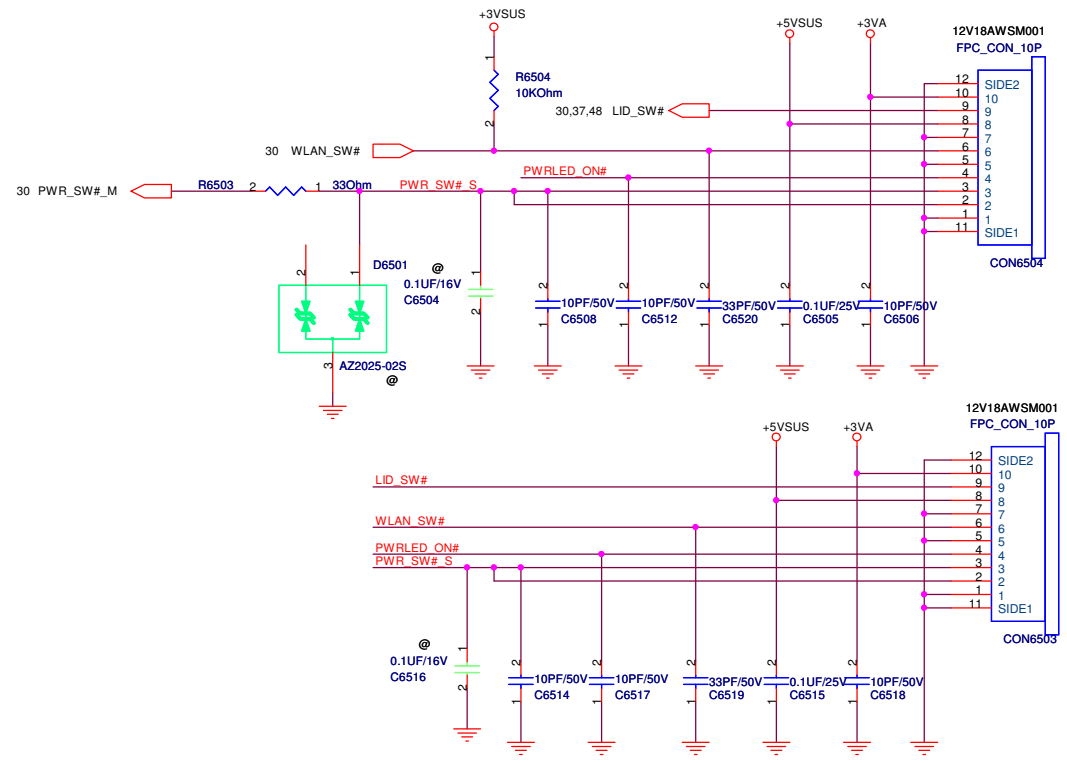 +3VSUS
+5VSUS
+3VA
12V18AWSM001
FPC_CON_10P
1
R6504
10KOhm
2
30,37,48 LID_SW#
30 WLAN_SW#
PWRLED_ON#
30 PWR_SW#_M
R6503
2
1
33Ohm
PWR_SW#_S
12
10
9
8
7
6
5
4
3
2
1
11
SIDE2
10
9
8
7
6
5
4
3
2
1
SIDE1
CON6504
2
1
D6501
3
AZ2025-02S
@
@
0.1UF/16V
C6504
1
2
2
10PF/50V
C6508
1
2
10PF/50V
C6512
1
2
33PF/50V
C6520
1
2
0.1UF/25V
C6505
1
2
10PF/50V
C6506
1
12V18AWSM001
FPC_CON_10P
+5VSUS
+3VA
LID_SW#
WLAN_SW#
PWRLED_ON#
PWR_SW#_S
12
10
9
8
7
6
5
4
3
2
1
11
SIDE2
10
9
8
7
6
5
4
3
2
1
SIDE1
CON6503
@
0.1UF/16V
C6516
1
2
2
10PF/50V
C6514
1
2
10PF/50V
C6517
1
2
33PF/50V
C6519
1
2
0.1UF/25V
C6515
1
2
10PF/50V
C6518
1